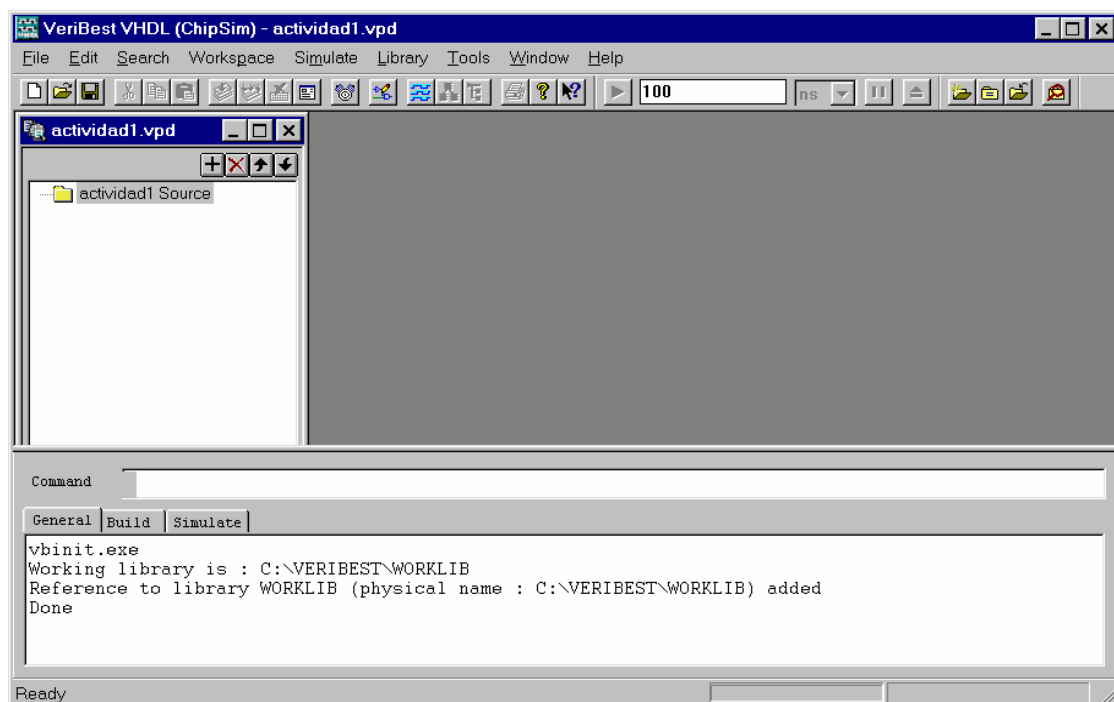 VeriBest VHDL (ChipSim) - actividad1.vpd
File Edit Search Workspace Simulate Library Tools Window Help
100 ns
actividad1.vpd
actividad1 Source
Command
General Build Simulate
vbinit.exe
Working library is : C:\VERIBEST\WORKLIB
Reference to library WORKLIB (physical name : C:\VERIBEST\WORKLIB) added
Done
Ready